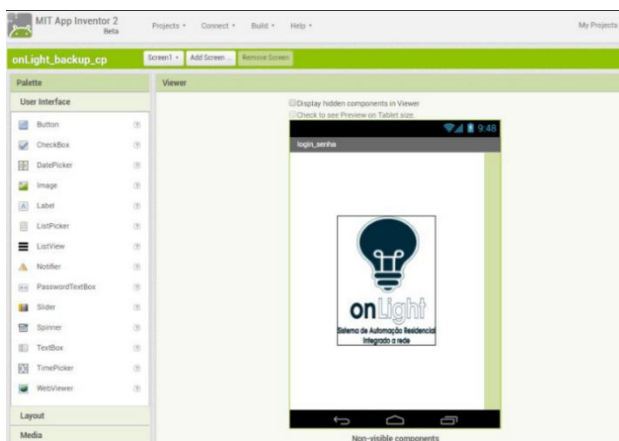 MIT App Inventor 2
Beta
Projects Connect Build Help
My Projects
onLight_backup_cp
Screen1 Add Screen ... Remove Screen
Palette
Viewer
User Interface
Button
CheckBox
DatePicker
Image
Label
ListPicker
ListView
Notifier
PasswordTextBox
Slider
Spinner
TextBox
TimePicker
WebViewer
Layout
Media
Display hidden components in Viewer
Check to see Preview on Tablet size.
9:48
login_senha
onLight
Sistema de Automação Residencial
Integrado a rede
Non-visible components